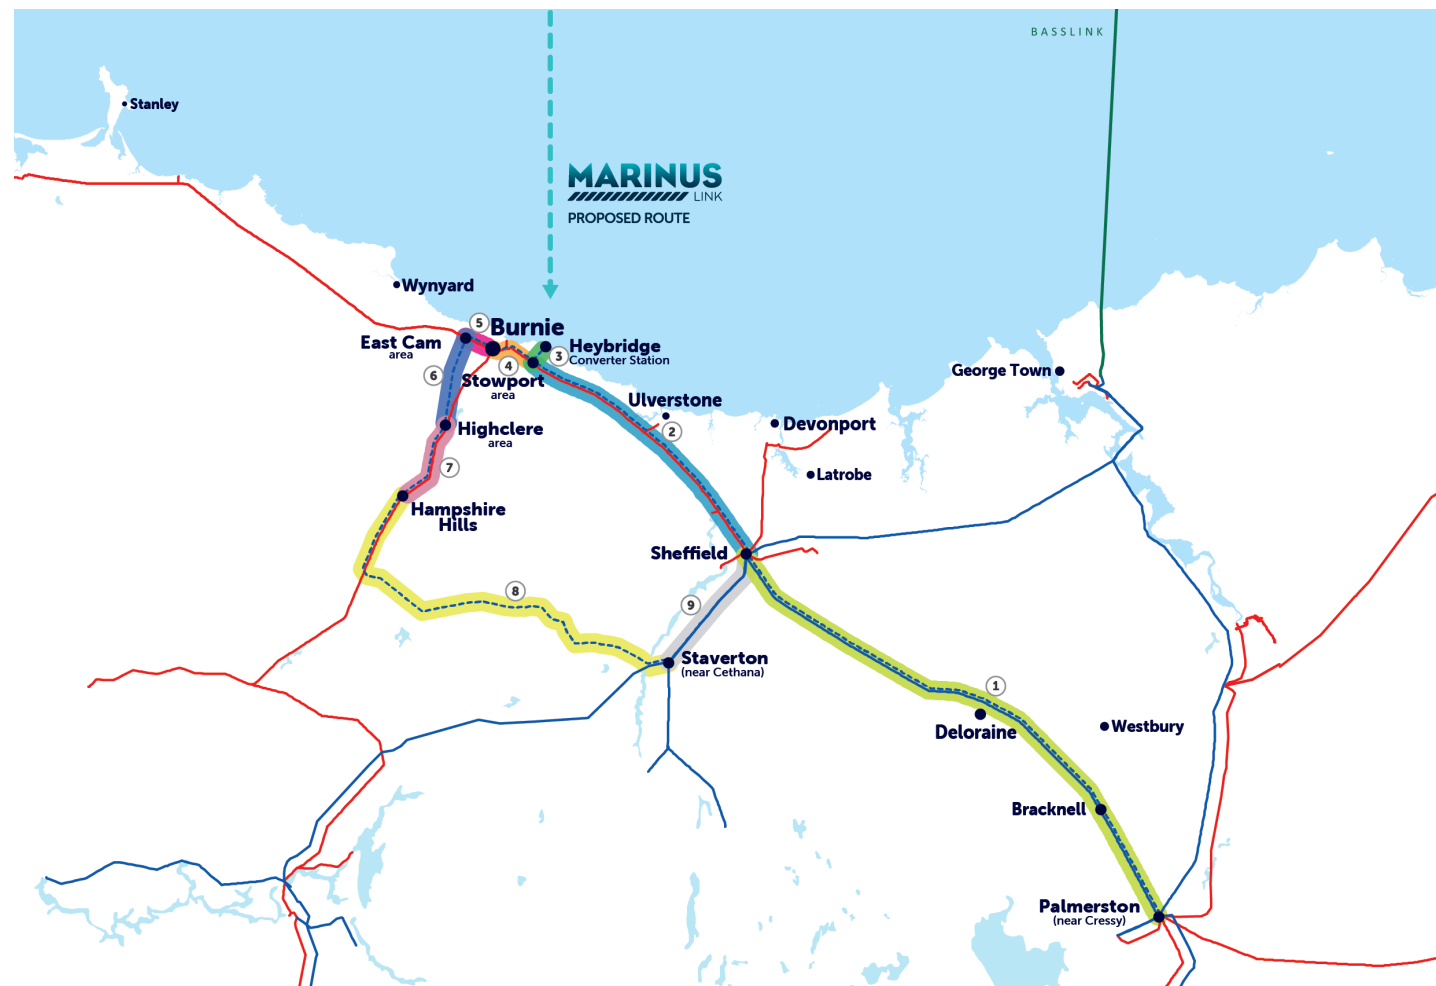 BASSLINK
Stanley
MARINUS
LINK
PROPOSED ROUTE
Wynyard
5
Burnie
East Cam
area
3
Heybridge
Converter Station
4
6
Stowport
area
George Town
Ulverstone
2
Devonport
Highclere
area
7
Latrobe
Hampshire
Hills
Sheffield
8
9
Staverton
(near Cethana)
1
Deloraine
Westbury
Bracknell
Palmerston
(near Cressy)